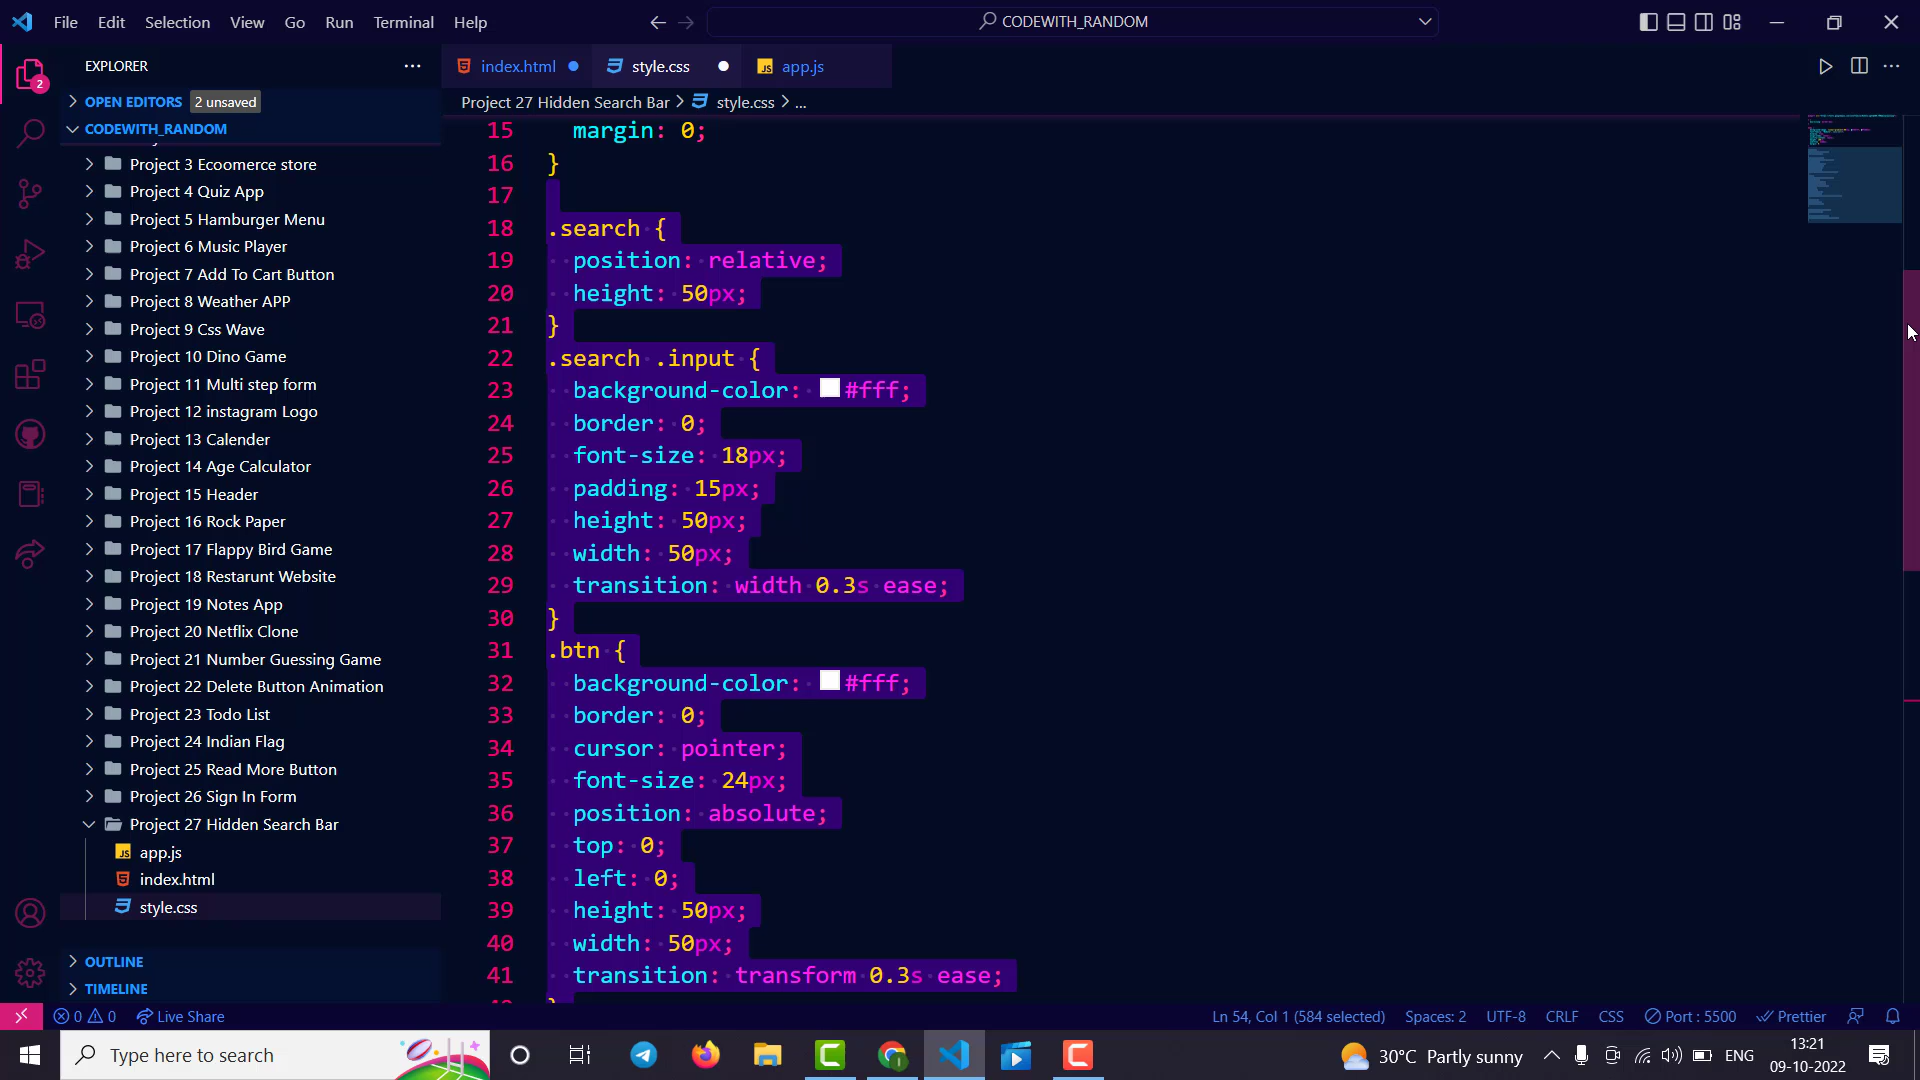 File Edit Selection View Go Run Terminal Help
CODEWITH_RANDOM
EXPLORER
2
OPEN EDITORS 2 unsaved
CODEWITH_RANDOM
Project 3 Ecoomerce store
Project 4 Quiz App
Project 5 Hamburger Menu
Project 6 Music Player
Project 7 Add To Cart Button
Project 8 Weather APP
Project 9 Css Wave
Project 10 Dino Game
Project 11 Multi step form
Project 12 instagram Logo
Project 13 Calender
Project 14 Age Calculator
Project 15 Header
Project 16 Rock Paper
Project 17 Flappy Bird Game
Project 18 Restarunt Website
Project 19 Notes App
Project 20 Netflix Clone
Project 21 Number Guessing Game
Project 22 Delete Button Animation
Project 23 Todo List
Project 24 Indian Flag
Project 25 Read More Button
Project 26 Sign In Form
Project 27 Hidden Search Bar
JS app.js
index.html
style.css
OUTLINE
TIMELINE
index.html style.css JS app.js
Project 27 Hidden Search Bar > style.css > ...
15 margin: 0;
16 }
17
18 .search {
19 position: relative;
20 height: 50px;
21 }
22 .search .input {
23 background-color: #fff;
24 border: 0;
25 font-size: 18px;
26 padding: 15px;
27 height: 50px;
28 width: 50px;
29 transition: width 0.3s ease;
30 }
31 .btn {
32 background-color: #fff;
33 border: 0;
34 cursor: pointer;
35 font-size: 24px;
36 position: absolute;
37 top: 0;
38 left: 0;
39 height: 50px;
40 width: 50px;
41 transition: transform 0.3s ease;
0 0 Live Share Ln 54, Col 1 (584 selected) Spaces: 2 UTF-8 CRLF CSS Port : 5500 Prettier
Type here to search
30°C Partly sunny
ENG
13:21
09-10-2022